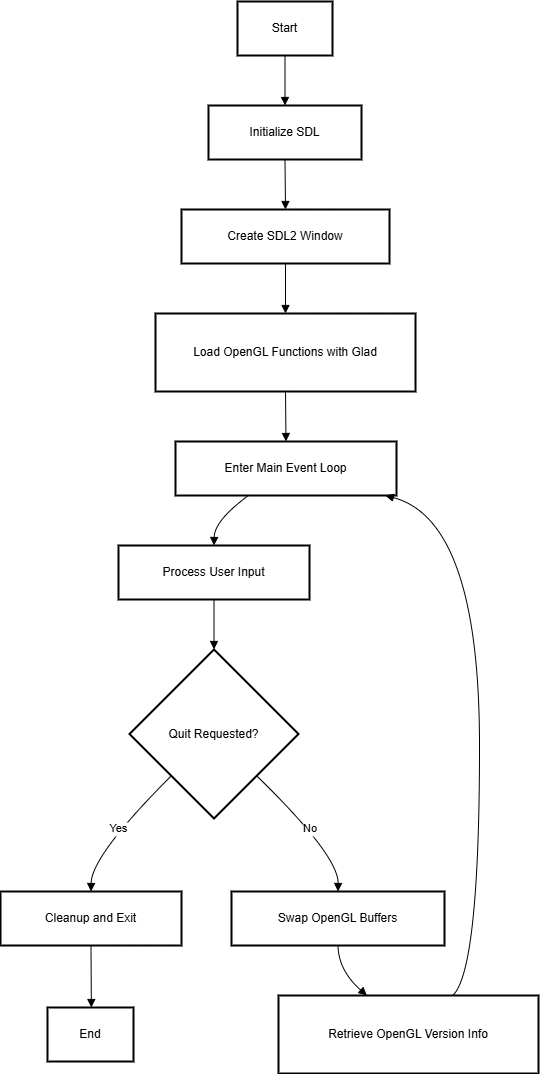 Start
Initialize SDL
Create SDL2 Window
Load OpenGL Functions with Glad
Enter Main Event Loop
Process User Input
Quit Requested?
Yes
No
Cleanup and Exit
Swap OpenGL Buffers
End
Retrieve OpenGL Version Info